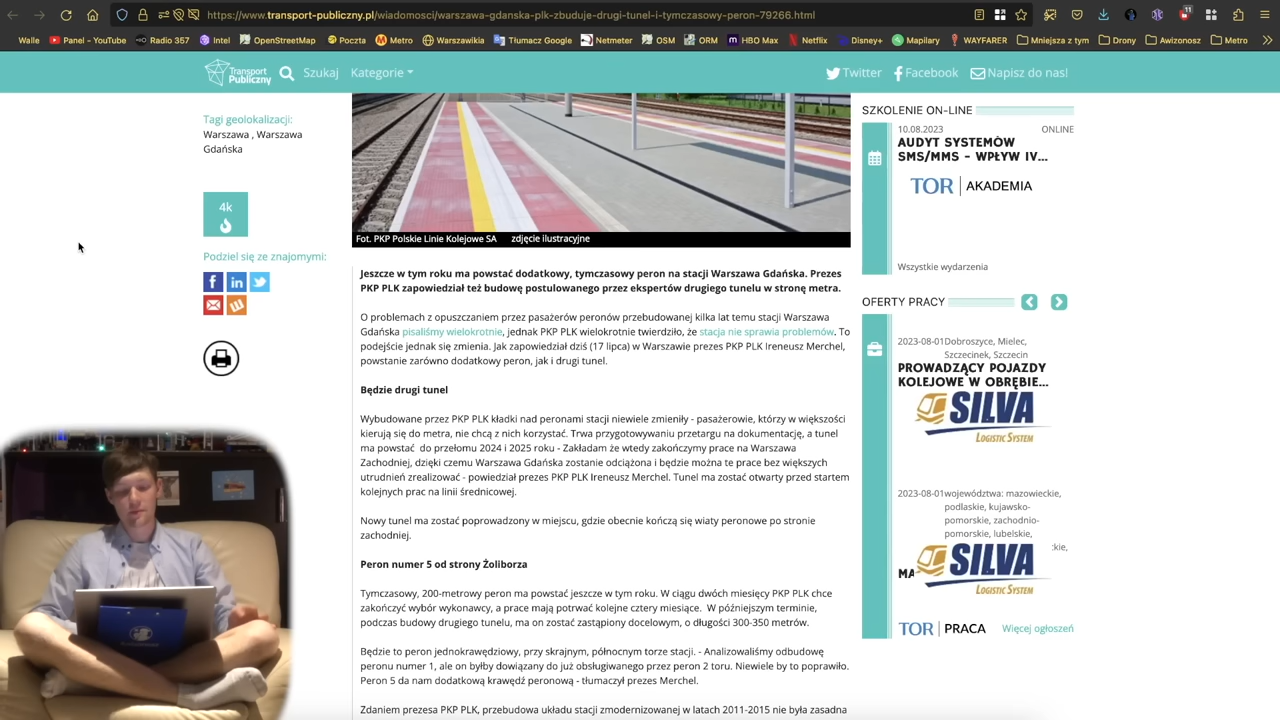 https://www.transport-publiczny.pl/wiadomosci/warszawa-gdanska-plk-zbuduje-drugi-tunel-i-tymczasowy-peron-79266.html
11
Walle Panel - YouTube Radio 357 Intel OpenStreetMap Poczta Metro Warszawikia Tłumacz Google Netmeter OSM ORM HBO Max Netflix Disney+ Mapilary WAYFARER Mniejsza z tym Drony Awizonosz Metro
Transport Publiczny Szukaj Kategorie Twitter Facebook Napisz do nas!
Tagi geolokalizacji:
Warszawa , Warszawa
Gdańska
4k
Podziel się ze znajomymi:
Fot. PKP Polskie Linie Kolejowe SA zdjęcie ilustracyjne
Jeszcze w tym roku ma powstać dodatkowy, tymczasowy peron na stacji Warszawa Gdańska. Prezes
PKP PLK zapowiedział też budowę postulowanego przez ekspertów drugiego tunelu w stronę metra.
O problemach z opuszczaniem przez pasażerów peronów przebudowanej kilka lat temu stacji Warszawa
Gdańska pisaliśmy wielokrotnie, jednak PKP PLK wielokrotnie twierdziło, że stacja nie sprawia problemów. To
podejście jednak się zmienia. Jak zapowiedział dziś (17 lipca) w Warszawie prezes PKP PLK Ireneusz Merchel,
powstanie zarówno dodatkowy peron, jak i drugi tunel.
Będzie drugi tunel
Wybudowane przez PKP PLK kładki nad peronami stacji niewiele zmieniły - pasażerowie, którzy w większości
kierują się do metra, nie chcą z nich korzystać. Trwa przygotowywaniu przetargu na dokumentację, a tunel
ma powstać do przełomu 2024 i 2025 roku - Zakładam że wtedy zakończymy prace na Warszawa
Zachodniej, dzięki czemu Warszawa Gdańska zostanie odciążona i będzie można te prace bez większych
utrudnień zrealizować - powiedział prezes PKP PLK Ireneusz Merchel. Tunel ma zostać otwarty przed startem
kolejnych prac na linii średnicowej.
Nowy tunel ma zostać poprowadzony w miejscu, gdzie obecnie kończą się wiaty peronowe po stronie
zachodniej.
Peron numer 5 od strony Żoliborza
Tymczasowy, 200-metrowy peron ma powstać jeszcze w tym roku. W ciągu dwóch miesięcy PKP PLK chce
zakończyć wybór wykonawcy, a prace mają potrwać kolejne cztery miesiące. W późniejszym terminie,
podczas budowy drugiego tunelu, ma on zostać zastąpiony docelowym, o długości 300-350 metrów.
Będzie to peron jednokrawędziowy, przy skrajnym, północnym torze stacji. - Analizowaliśmy odbudowę
peronu numer 1, ale on byłby dowiązany do już obsługiwanego przez peron 2 toru. Niewiele by to poprawiło.
Peron 5 da nam dodatkową krawędź peronową - tłumaczył prezes Merchel.
Zdaniem prezesa PKP PLK, przebudowa układu stacji zmodernizowanej w latach 2011-2015 nie była zasadna
SZKOLENIE ON-LINE
10.08.2023 ONLINE
AUDYT SYSTEMÓW
SMS/MMS - WPŁYW IV...
TOR AKADEMIA
Wszystkie wydarzenia
OFERTY PRACY
2023-08-01 Dobroszyce, Mielec,
Szczecinek, Szczecin
PROWADZĄCY POJAZDY
KOLEJOWE W OBRĘBIE...
SILVA
LOGISTIC SYSTEM
2023-08-01 województwa: mazowieckie,
podlaskie, kujawsko-
pomorskie, zachodnio-
pomorskie, lubelskie,
kie,
MA
SILVA
LOGISTIC SYSTEM
TOR PRACA Więcej ogłoszeń